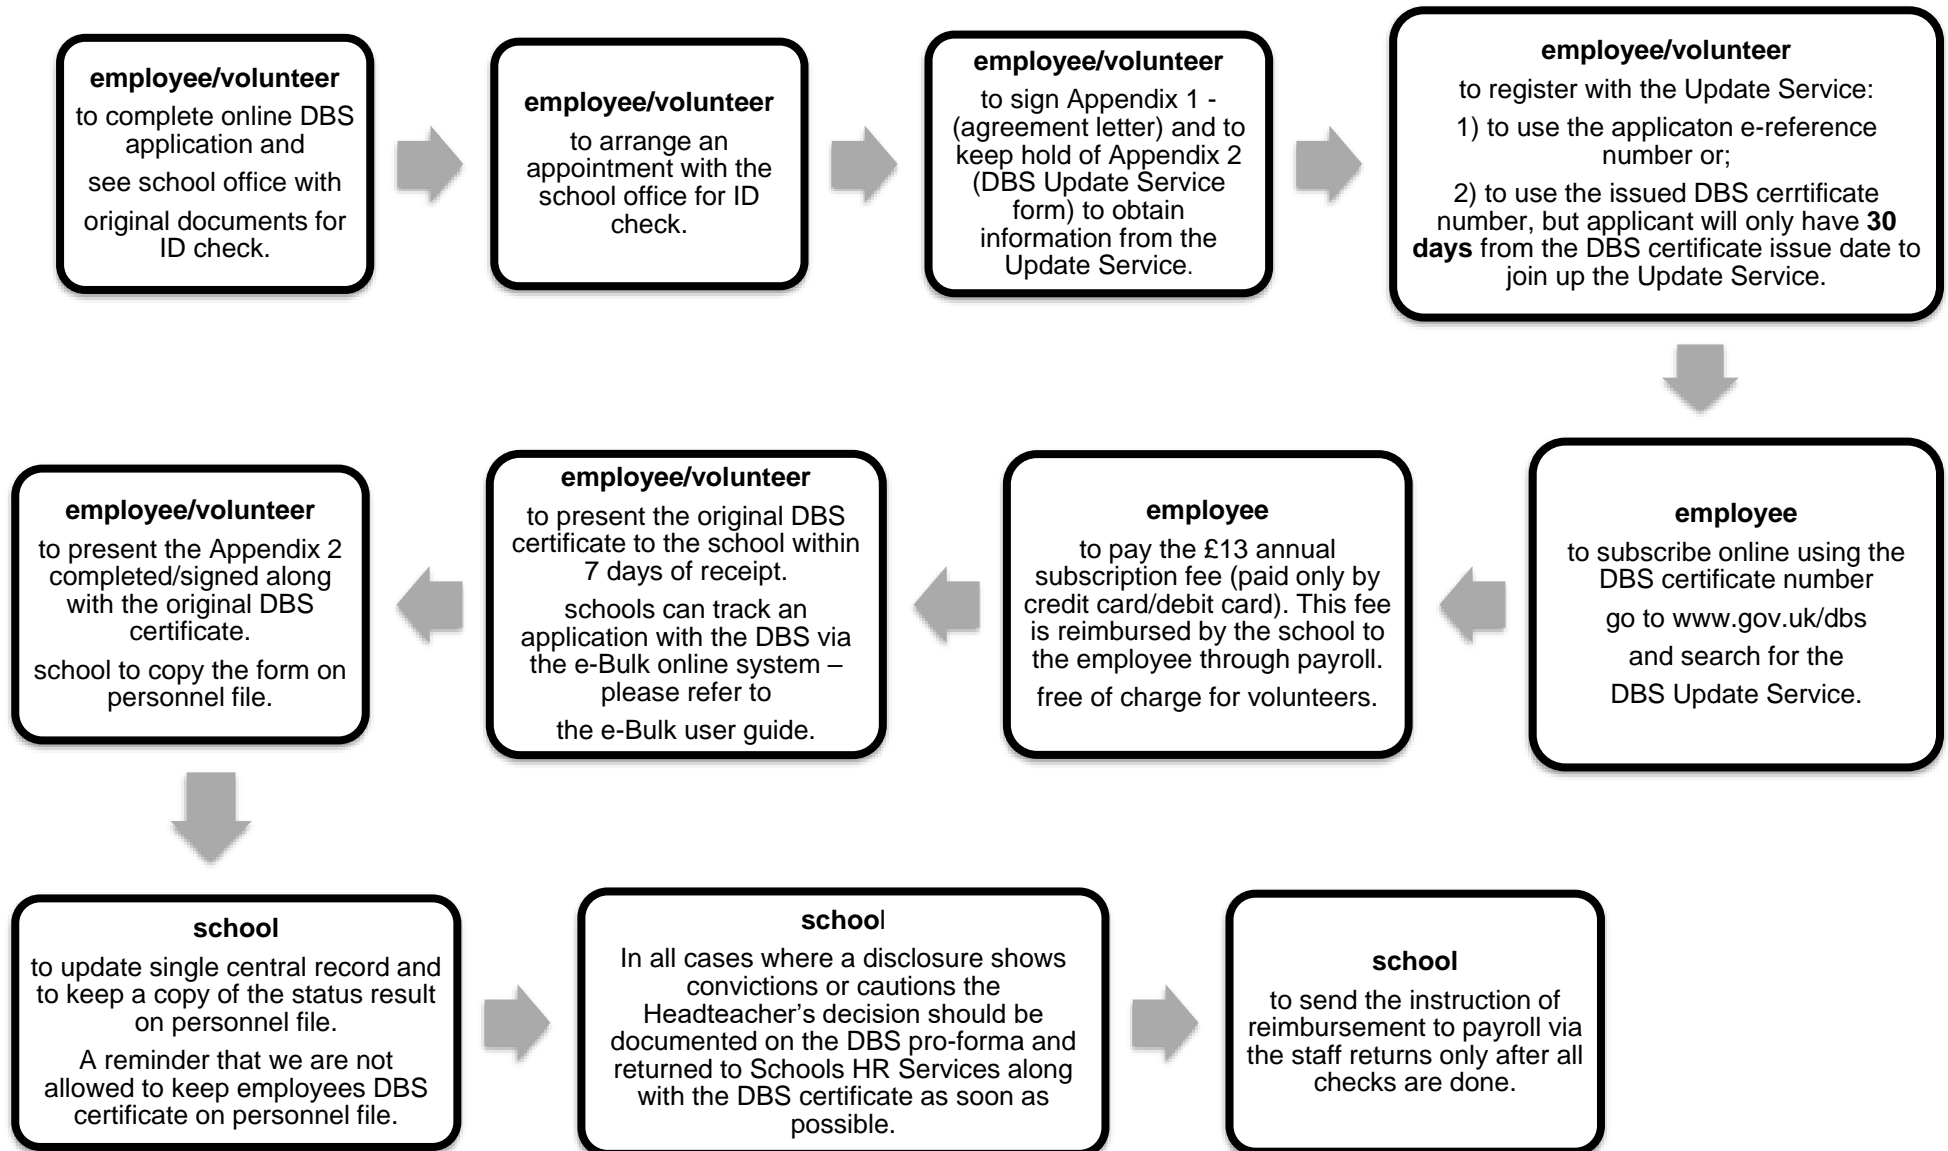 employee/volunteer
to complete online DBS
application and
see school office with
original documents for
ID check.
employee/volunteer
to arrange an
appointment with the
school office for ID
check.
employee/volunteer
to sign Appendix 1 -
(agreement letter) and to
keep hold of Appendix 2
(DBS Update Service
form) to obtain
information from the
Update Service.
employee/volunteer
to register with the Update Service:
1) to use the applicaton e-reference
number or;
2) to use the issued DBS cerrtificate
number, but applicant will only have 30
days from the DBS certificate issue date to
join up the Update Service.
employee
to subscribe online using the
DBS certificate number
go to www.gov.uk/dbs
and search for the
DBS Update Service.
employee
to pay the £13 annual
subscription fee (paid only by
credit card/debit card). This fee
is reimbursed by the school to
the employee through payroll.
free of charge for volunteers.
employee/volunteer
to present the original DBS
certificate to the school within
7 days of receipt.
schools can track an
application with the DBS via
the e-Bulk online system –
please refer to
the e-Bulk user guide.
employee/volunteer
to present the Appendix 2
completed/signed along
with the original DBS
certificate.
school to copy the form on
personnel file.
school
to update single central record and
to keep a copy of the status result
on personnel file.
A reminder that we are not
allowed to keep employees DBS
certificate on personnel file.
school
In all cases where a disclosure shows
convictions or cautions the
Headteacher’s decision should be
documented on the DBS pro-forma and
returned to Schools HR Services along
with the DBS certificate as soon as
possible.
school
to send the instruction of
reimbursement to payroll via
the staff returns only after all
checks are done.